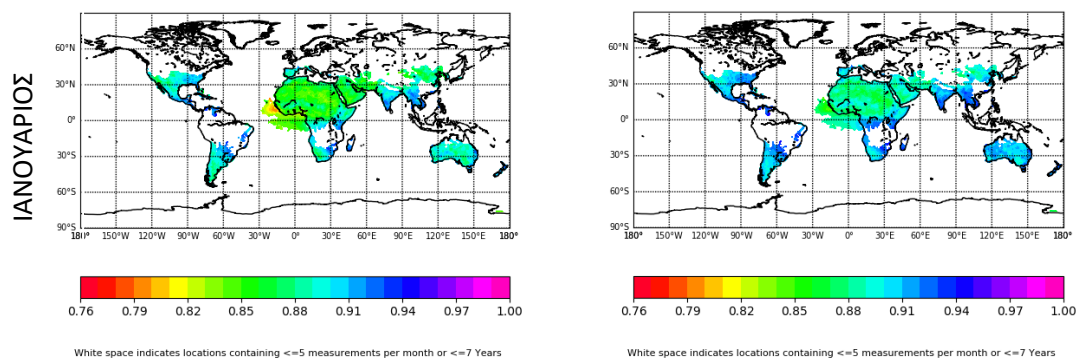 ΙΑΝΟΥΑΡΙΟΣ
60°N 60°N
30°N 30°N
0° 0°
30°S 30°S
60°S 60°S
90°S 90°S
180° 150°W 120°W 90°W 60°W 30°W 0° 30°E 60°E 90°E 120°E 150°E 180° 180° 150°W 120°W 90°W 60°W 30°W 0° 30°E 60°E 90°E 120°E 150°E 180°
0.76 0.79 0.82 0.85 0.88 0.91 0.94 0.97 1.00 0.76 0.79 0.82 0.85 0.88 0.91 0.94 0.97 1.00
White space indicates locations containing <=5 measurements per month or <=7 Years White space indicates locations containing <=5 measurements per month or <=7 Years